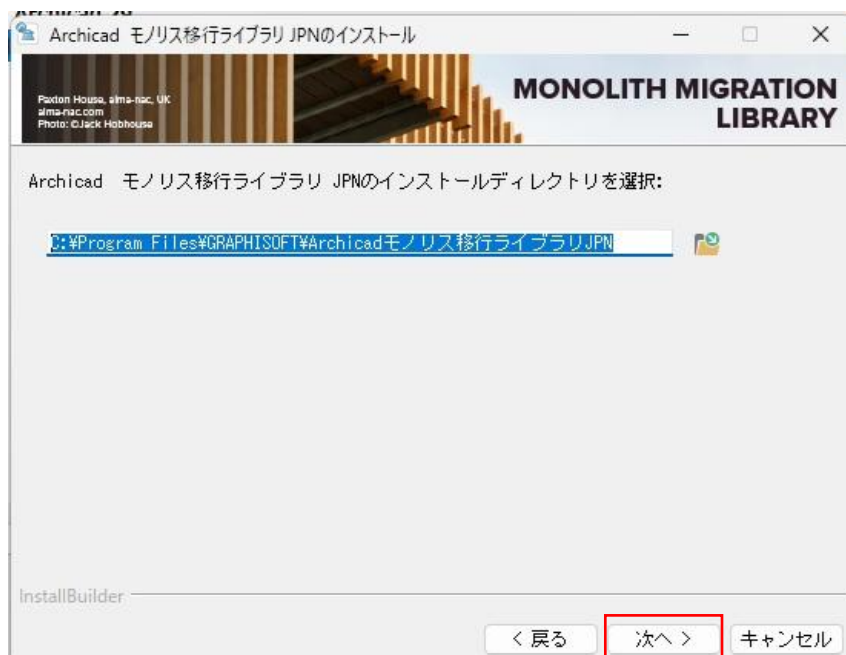 Archicad モノリス移行ライブラリ JPNのインストール
Paxton House, alma-nac, UK
alma-nac.com
Photo: ©Jack Hobhouse
MONOLITH MIGRATION
LIBRARY
Archicad モノリス移行ライブラリ JPNのインストールディレクトリを選択:
C:¥Program Files¥GRAPHISOFT¥Archicadモノリス移行ライブラリJPN
InstallBuilder
< 戻る
次へ >
キャンセル